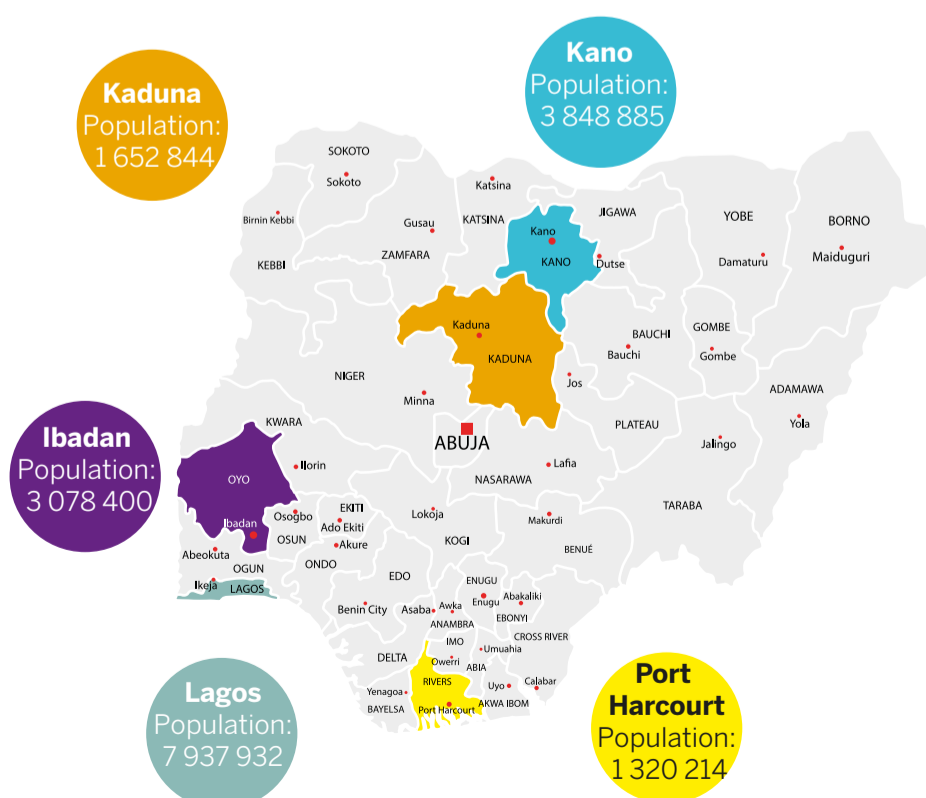 Kano
Population:
3 848 885
Kaduna
Population:
1 652 844
SOKOTO
Sokoto
Katsina
KATSINA
JIGAWA
YOBE
BORNO
Birnin Kebbi
Gusau
Kano
KANO
Dutse
Damaturu
Maiduguri
KEBBI
ZAMFARA
Kaduna
KADUNA
BAUCHI
Bauchi
GOMBE
Gombe
NIGER
Minna
Jos
ADAMAWA
Yola
Ibadan
Population:
3 078 400
KWARA
ABUJA
PLATEAU
Jalingo
Ilorin
OYO
Lafia
NASARAWA
TARABA
Ibadan
Osogbo
OSUN
EKITI
Ado Ekiti
Akure
Lokoja
KOGI
Makurdi
BENUÉ
Abeokuta
OGUN
ONDO
Ikeja
LAGOS
EDO
Benin City
Asaba
Awka
ANAMBRA
ENUGU
Enugu
Abakaliki
EBONYI
CROSS RIVER
IMO
Owerri
Umuahia
ABIA
DELTA
RIVERS
Uyo
Calabar
Yenagoa
BAYELSA
Port Harcourt
AKWA IBOM
Lagos
Population:
7 937 932
Port
Harcourt
Population:
1 320 214